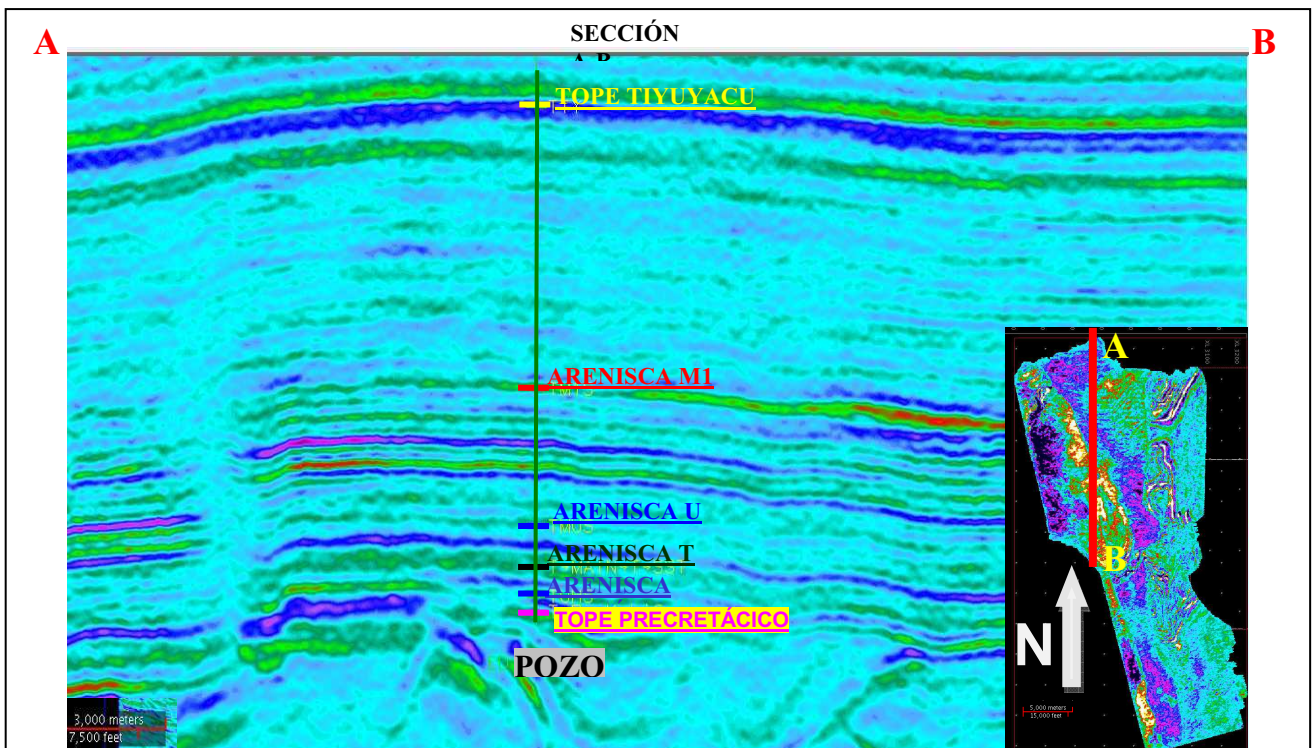 A
SECCIÓN
B
TOPE TIYUYACU
ARENISCA M1
ARENISCA U
ARENISCA T
ARENISCA
TOPE PRECRETÁCICO
POZO
3,000 meters
7,500 feet
A
B
N
5,000 meters
15,000 feet